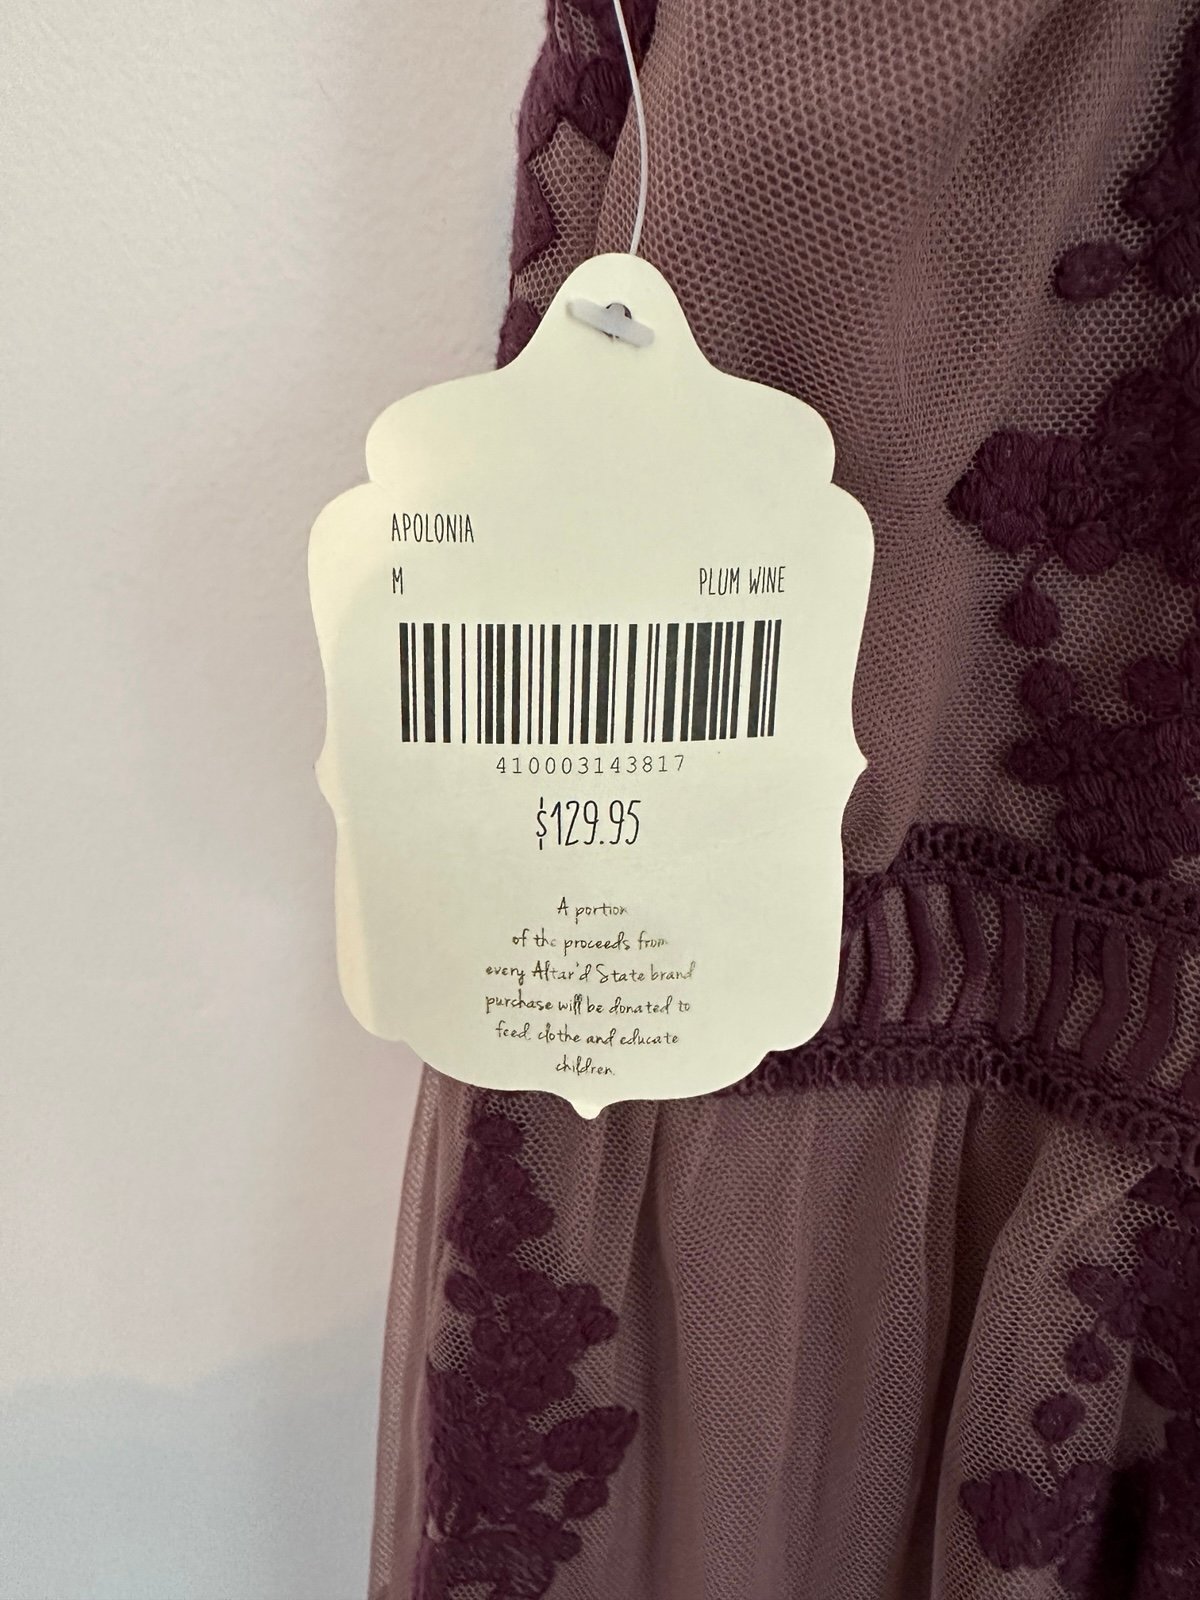 APOLONIA
M PLUM WINE
410003143817
$129.95
A portion
of the proceeds from
every Altar'd State brand
purchase will be donated to
feed clothe and educate
children.